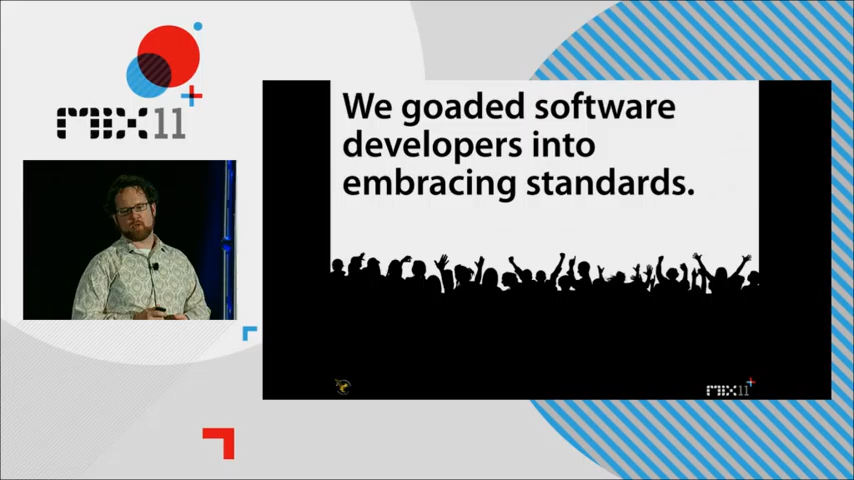 MIX11
We goaded software
developers into
embracing standards.
MIX11